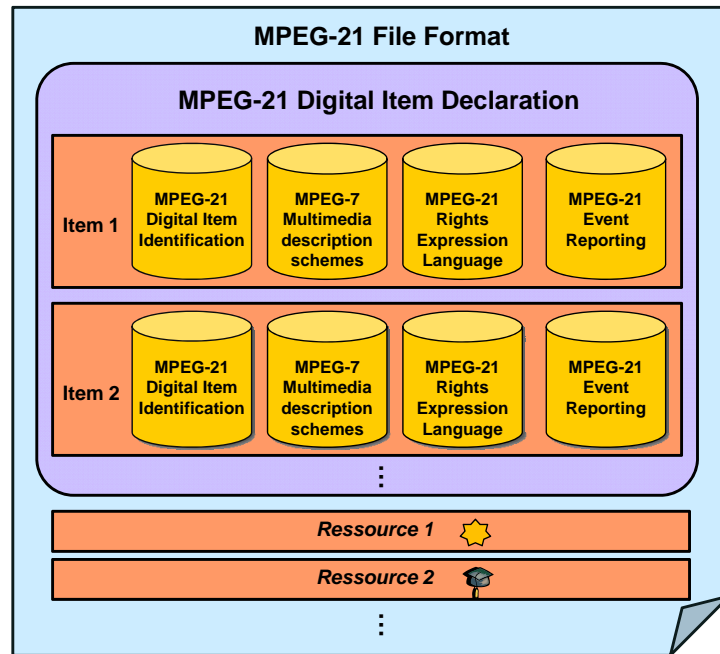 MPEG-21 File Format
MPEG-21 Digital Item Declaration
Item 1
MPEG-21
Digital Item
Identification
MPEG-7
Multimedia
description
schemes
MPEG-21
Rights
Expression
Language
MPEG-21
Event
Reporting
Item 2
MPEG-21
Digital Item
Identification
MPEG-7
Multimedia
description
schemes
MPEG-21
Rights
Expression
Language
MPEG-21
Event
Reporting
...
Ressource 1
Ressource 2
...